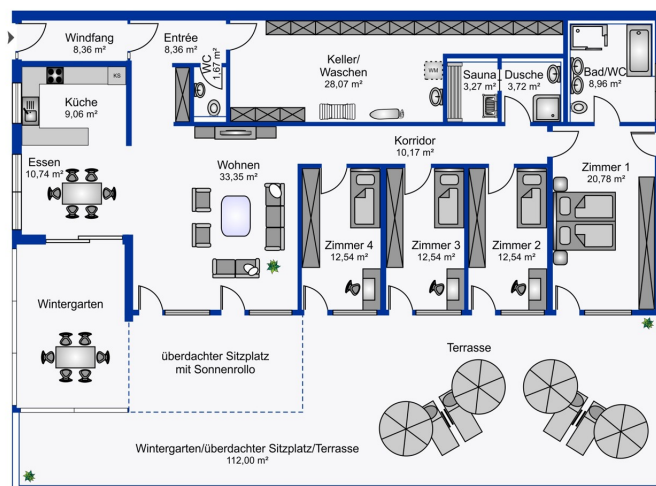 Windfang
8,36 m²
Entrée
8,36 m²
WC
1,67 m²
Keller/
Waschen
28,07 m²
WM
Sauna
3,27 m²
Dusche
3,72 m²
Bad/WC
8,96 m²
KS
Küche
9,06 m²
Korridor
10,17 m²
Essen
10,74 m²
Wohnen
33,35 m²
Zimmer 1
20,78 m²
Zimmer 4
12,54 m²
Zimmer 3
12,54 m²
Zimmer 2
12,54 m²
Wintergarten
überdachter Sitzplatz
mit Sonnenrollo
Terrasse
Wintergarten/überdachter Sitzplatz/Terrasse
112,00 m²